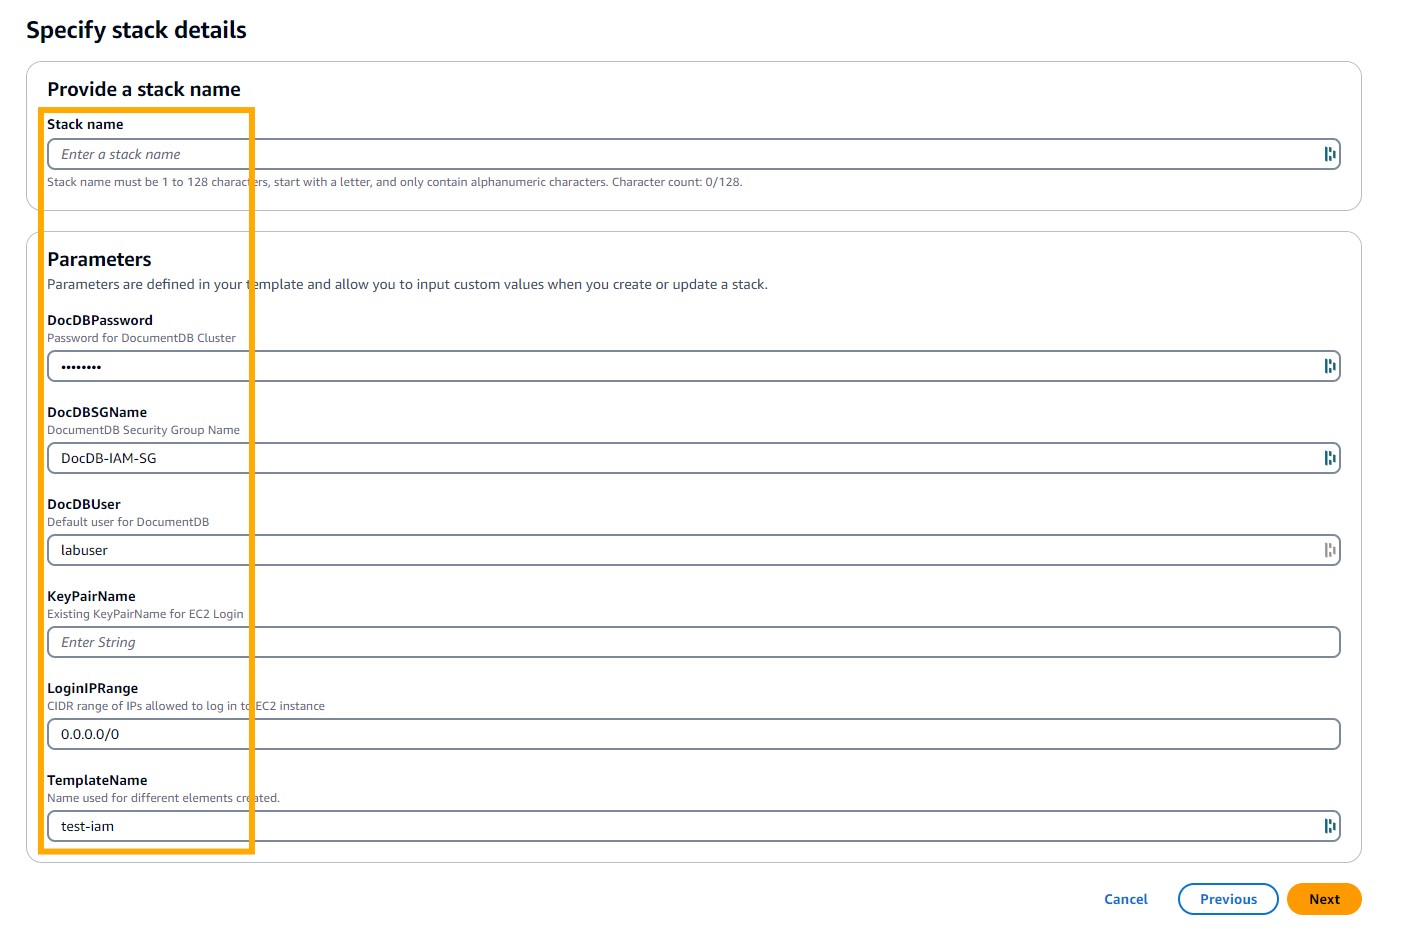 Specify stack details
Provide a stack name
Stack name
Enter a stack name
Stack name must be 1 to 128 characters, start with a letter, and only contain alphanumeric characters. Character count: 0/128.
Parameters
Parameters are defined in your template and allow you to input custom values when you create or update a stack.
DocDBPassword
Password for DocumentDB Cluster
••••••••
DocDBSGName
DocumentDB Security Group Name
DocDB-IAM-SG
DocDBUser
Default user for DocumentDB
labuser
KeyPairName
Existing KeyPairName for EC2 Login
Enter String
LoginIPRange
CIDR range of IPs allowed to log in to EC2 instance
0.0.0.0/0
TemplateName
Name used for different elements created.
test-iam
Cancel Previous Next